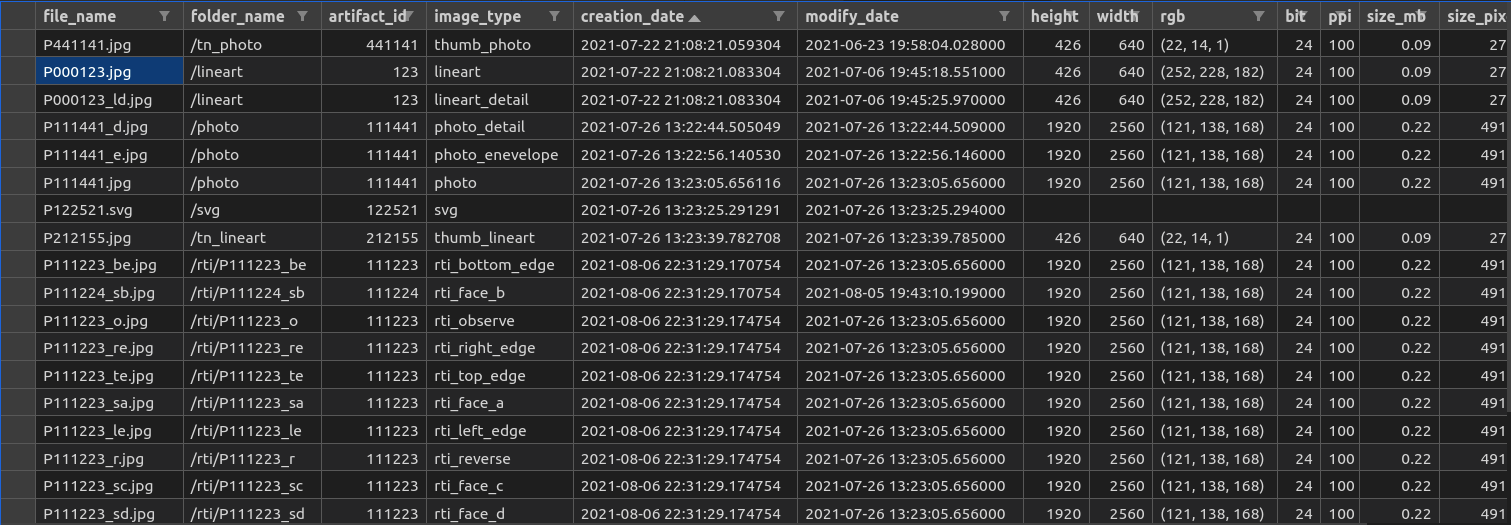 file_name folder_name artifact_id image_type creation_date modify_date height width rgb bit ppi size_mb size_pix
P441141.jpg /tn_photo 441141 thumb_photo 2021-07-22 21:08:21.059304 2021-06-23 19:58:04.028000 426 640 (22, 14, 1) 24 100 0.09 27
P000123.jpg /lineart 123 lineart 2021-07-22 21:08:21.083304 2021-07-06 19:45:18.551000 426 640 (252, 228, 182) 24 100 0.09 27
P000123_ld.jpg /lineart 123 lineart_detail 2021-07-22 21:08:21.083304 2021-07-06 19:45:25.970000 426 640 (252, 228, 182) 24 100 0.09 27
P111441_d.jpg /photo 111441 photo_detail 2021-07-26 13:22:44.505049 2021-07-26 13:22:44.509000 1920 2560 (121, 138, 168) 24 100 0.22 491
P111441_e.jpg /photo 111441 photo_enevelope 2021-07-26 13:22:56.140530 2021-07-26 13:22:56.146000 1920 2560 (121, 138, 168) 24 100 0.22 491
P111441.jpg /photo 111441 photo 2021-07-26 13:23:05.656116 2021-07-26 13:23:05.656000 1920 2560 (121, 138, 168) 24 100 0.22 491
P122521.svg /svg 122521 svg 2021-07-26 13:23:25.291291 2021-07-26 13:23:25.294000
P212155.jpg /tn_lineart 212155 thumb_lineart 2021-07-26 13:23:39.782708 2021-07-26 13:23:39.785000 426 640 (22, 14, 1) 24 100 0.09 27
P111223_be.jpg /rti/P111223_be 111223 rti_bottom_edge 2021-08-06 22:31:29.170754 2021-07-26 13:23:05.656000 1920 2560 (121, 138, 168) 24 100 0.22 491
P111224_sb.jpg /rti/P111224_sb 111224 rti_face_b 2021-08-06 22:31:29.170754 2021-08-05 19:43:10.199000 1920 2560 (121, 138, 168) 24 100 0.22 491
P111223_o.jpg /rti/P111223_o 111223 rti_observe 2021-08-06 22:31:29.174754 2021-07-26 13:23:05.656000 1920 2560 (121, 138, 168) 24 100 0.22 491
P111223_re.jpg /rti/P111223_re 111223 rti_right_edge 2021-08-06 22:31:29.174754 2021-07-26 13:23:05.656000 1920 2560 (121, 138, 168) 24 100 0.22 491
P111223_te.jpg /rti/P111223_te 111223 rti_top_edge 2021-08-06 22:31:29.174754 2021-07-26 13:23:05.656000 1920 2560 (121, 138, 168) 24 100 0.22 491
P111223_sa.jpg /rti/P111223_sa 111223 rti_face_a 2021-08-06 22:31:29.174754 2021-07-26 13:23:05.656000 1920 2560 (121, 138, 168) 24 100 0.22 491
P111223_le.jpg /rti/P111223_le 111223 rti_left_edge 2021-08-06 22:31:29.174754 2021-07-26 13:23:05.656000 1920 2560 (121, 138, 168) 24 100 0.22 491
P111223_r.jpg /rti/P111223_r 111223 rti_reverse 2021-08-06 22:31:29.174754 2021-07-26 13:23:05.656000 1920 2560 (121, 138, 168) 24 100 0.22 491
P111223_sc.jpg /rti/P111223_sc 111223 rti_face_c 2021-08-06 22:31:29.174754 2021-07-26 13:23:05.656000 1920 2560 (121, 138, 168) 24 100 0.22 491
P111223_sd.jpg /rti/P111223_sd 111223 rti_face_d 2021-08-06 22:31:29.174754 2021-07-26 13:23:05.656000 1920 2560 (121, 138, 168) 24 100 0.22 491